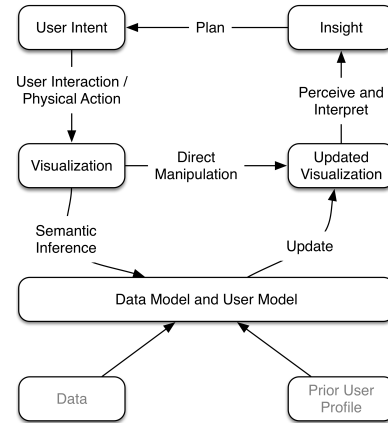 User Intent
Plan
Insight
User Interaction /
Physical Action
Perceive and
Interpret
Visualization
Direct
Manipulation
Updated
Visualization
Semantic
Inference
Update
Data Model and User Model
Data
Prior User
Profile